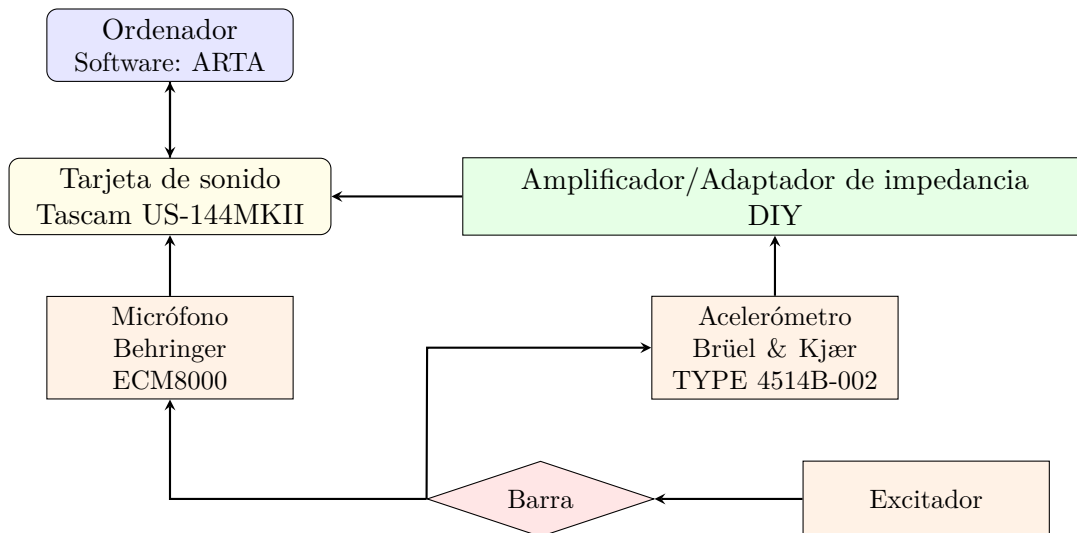 Ordenador
Software: ARTA
Tarjeta de sonido
Tascam US-144MKII
Amplificador/Adaptador de impedancia
DIY
Micrófono
Behringer
ECM8000
Acelerómetro
Brüel & Kjær
TYPE 4514B-002
Barra
Excitador